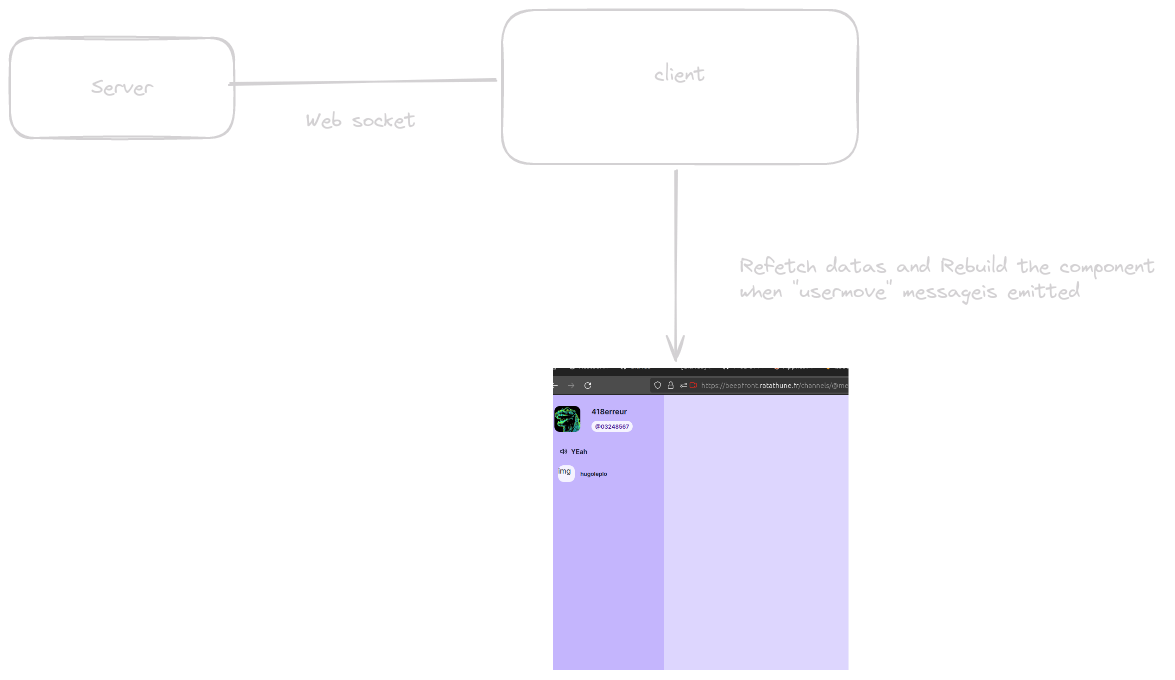 Server
client
Web socket
Refetch datas and Rebuild the component
when "usermove" messageis emitted
https://beepfront.ratathune.fr/channels/@me
418erreur
@03248567
YEah
img
hugoleplo